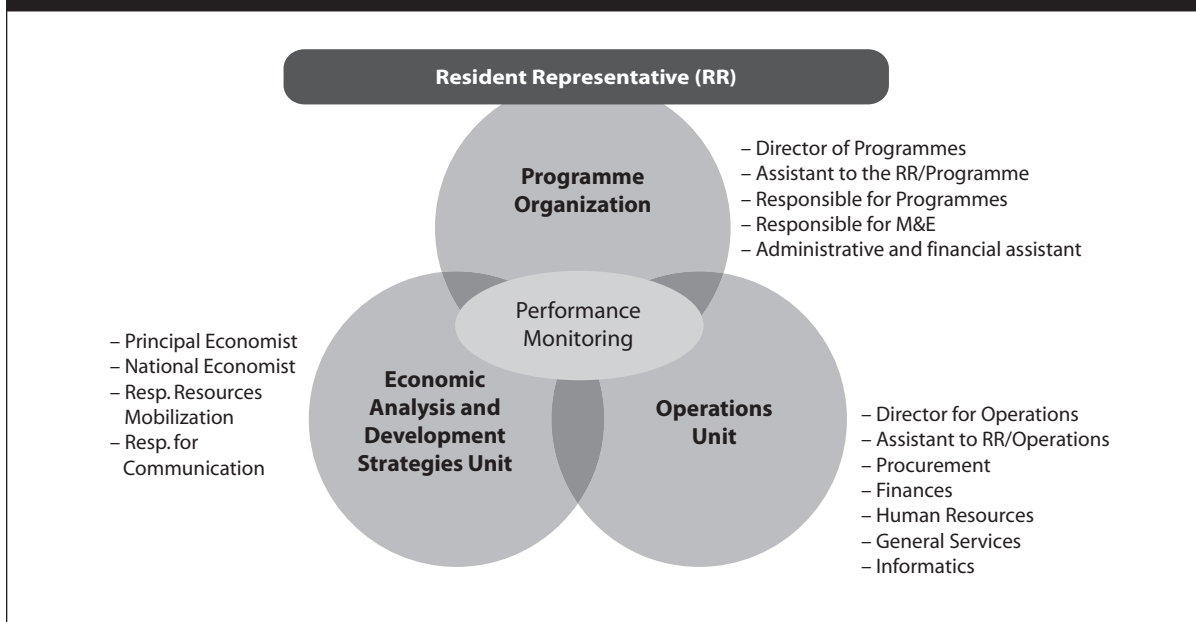 Resident Representative (RR)
Programme
Organization
– Director of Programmes
– Assistant to the RR/Programme
– Responsible for Programmes
– Responsible for M&E
– Administrative and financial assistant
Performance
Monitoring
– Principal Economist
– National Economist
– Resp. Resources
Mobilization
– Resp. for
Communication
Economic
Analysis and
Development
Strategies Unit
Operations
Unit
– Director for Operations
– Assistant to RR/Operations
– Procurement
– Finances
– Human Resources
– General Services
– Informatics